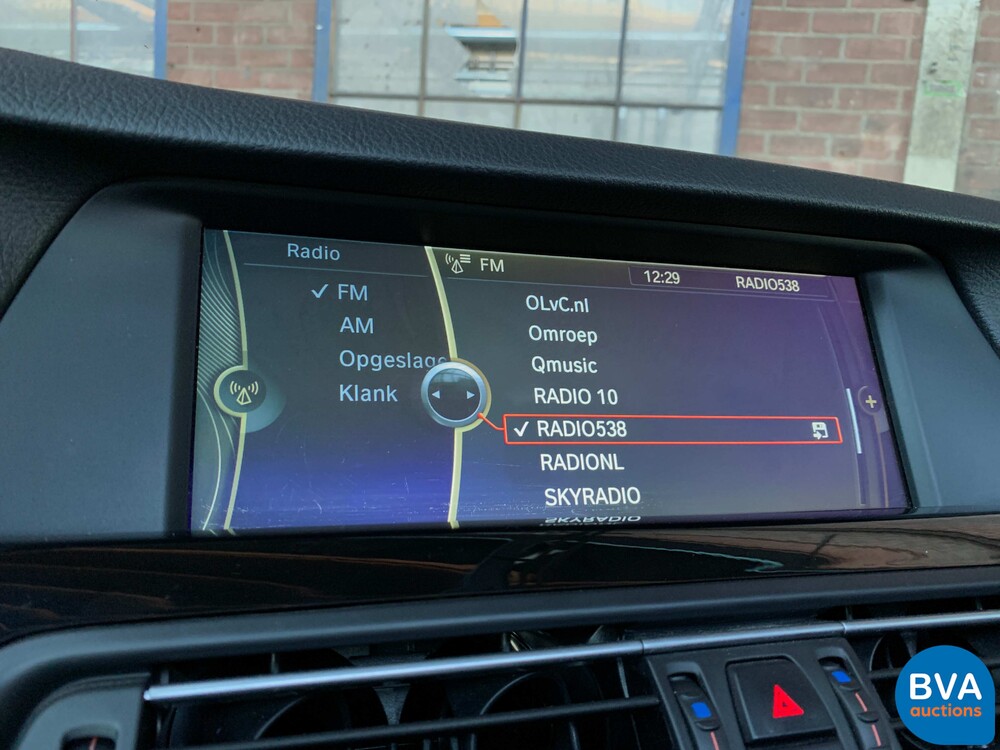 Radio
✓ FM
AM
Opgeslage
Klank
FM
12:29 RADIO538
OLvC.nl
Omroep
Qmusic
RADIO 10
✓ RADIO538
RADIONL
SKYRADIO
SKYRADIO
+
BVA
auctions